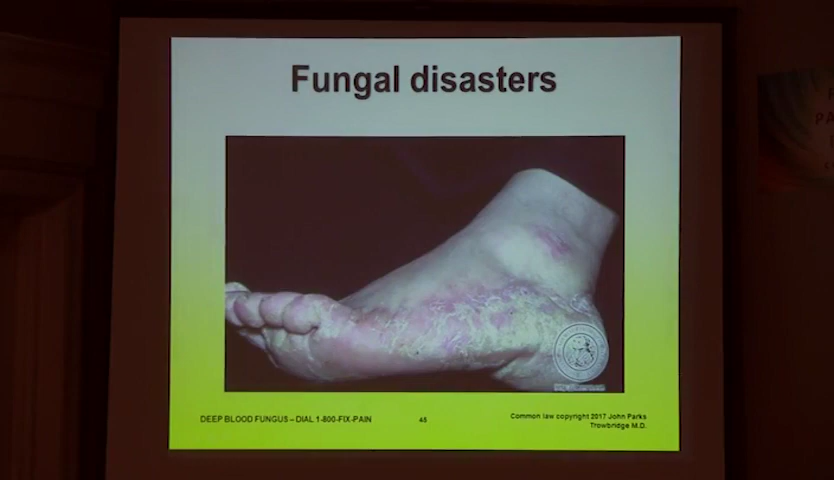 Fungal disasters
DEEP BLOOD FUNGUS – DIAL 1-800-FIX-PAIN
48
Common law copyright 2017 John Parks
Trowbridge M.D.